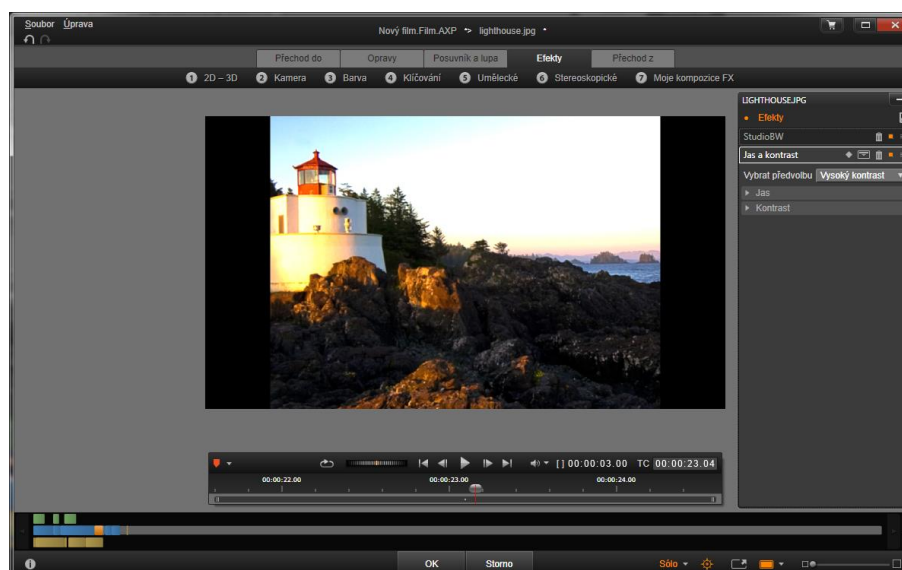 Soubor Úprava
Nový film.Film.AXP lighthouse.jpg
Přechod do Opravy Posuvník a lupa Efekty Přechod z
1 2D – 3D 2 Kamera 3 Barva 4 Klíčování 5 Umělecké 6 Stereoskopické 7 Moje kompozice FX
LIGHTHOUSE.JPG
Efekty
StudioBW
Jas a kontrast
Vybrat předvolbu Vysoký kontrast
Jas
Kontrast
[ ] 00:00:03.00 TC 00:00:23.04
00:00:22.00 00:00:23.00 00:00:24.00
OK Storno Sólo